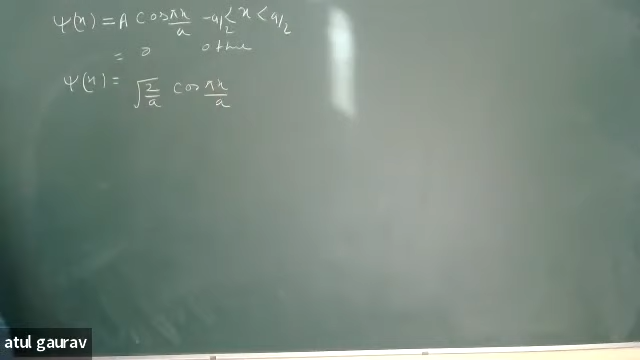 ψ(x) = A cos πx/a -a/2 < x < a/2
= 0 other
ψ(x) = √2/a cos πx/a
atul gaurav